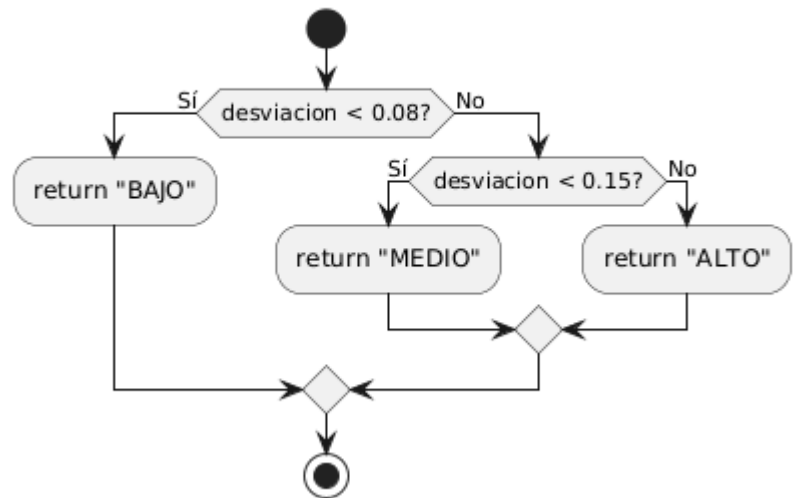 Sí
desviacion < 0.08?
No
return "BAJO"
Sí
desviacion < 0.15?
No
return "MEDIO"
return "ALTO"